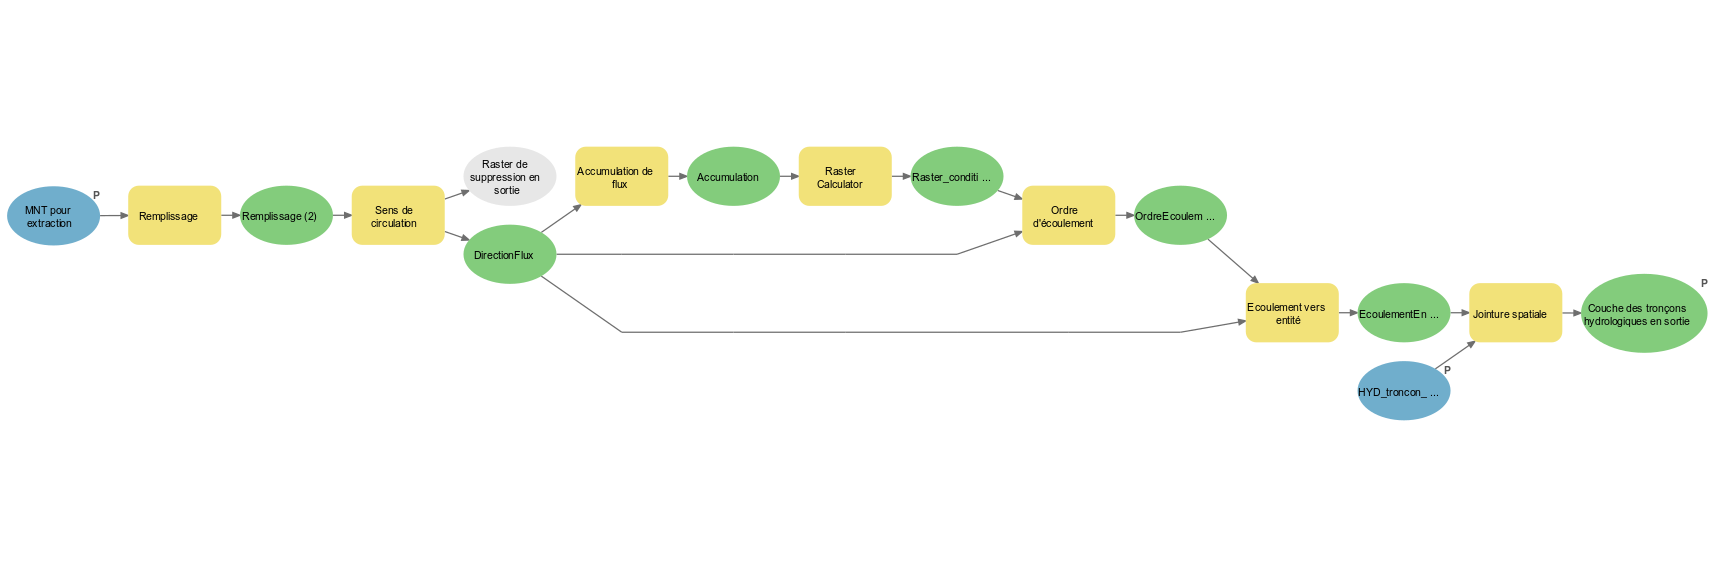 P
MNT pour
extraction
Remplissage
Remplissage (2)
Sens de
circulation
Raster de
suppression en
sortie
DirectionFlux
Accumulation de
flux
Accumulation
Raster
Calculator
Raster_conditi ...
Ordre
d'écoulement
OrdreEcoulem ...
Ecoulement vers
entité
EcoulementEn ...
P
HYD_troncon_ ...
Jointure spatiale
P
Couche des tronçons
hydrologiques en sortie